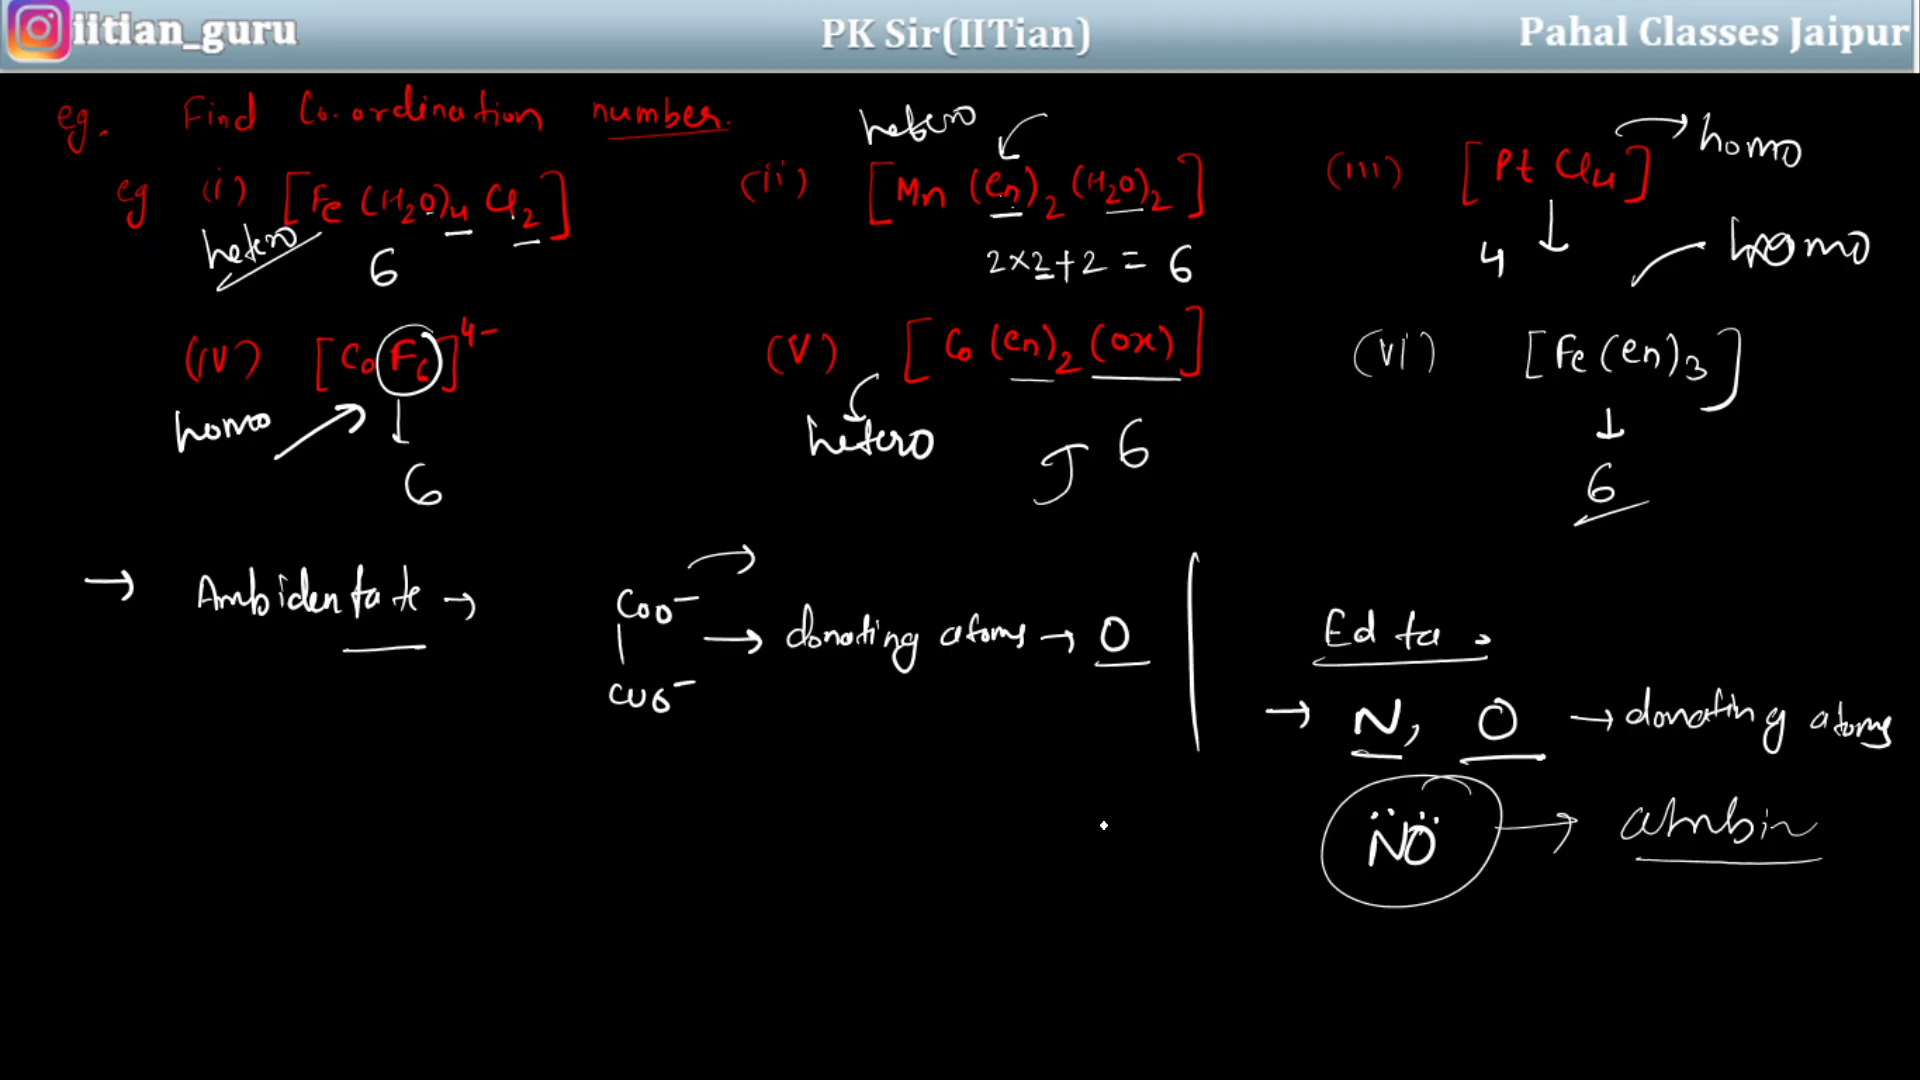 iitian_guru PK Sir(IITian) Pahal Classes Jaipur
eg. Find Co-ordination number.
eg (i) [Fe (H2O)4 Cl2] hetero 6
(ii) [Mn (en)2 (H2O)2] hetero
2×2+2 = 6
(iii) [Pt Cl4] homo
4
(iv) [CoF6]4- homo 6
(v) [Co (en)2 (ox)] hetero 6
(vi) [Fe (en)3] homo
6
→ Ambidentate →
COO-
COO-
→ donating atoms → O
Edta
→ N, O → donating atoms
NO →